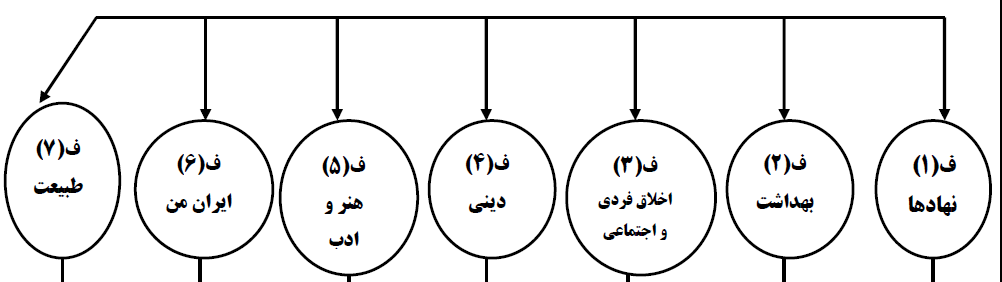 ف(۱)
نهادها
ف(۲)
بهداشت
ف(۳)
اخلاق فردی
و اجتماعی
ف(۴)
دینی
ف(۵)
هنر و
ادب
ف(۶)
ایران من
ف(۷)
طبیعت